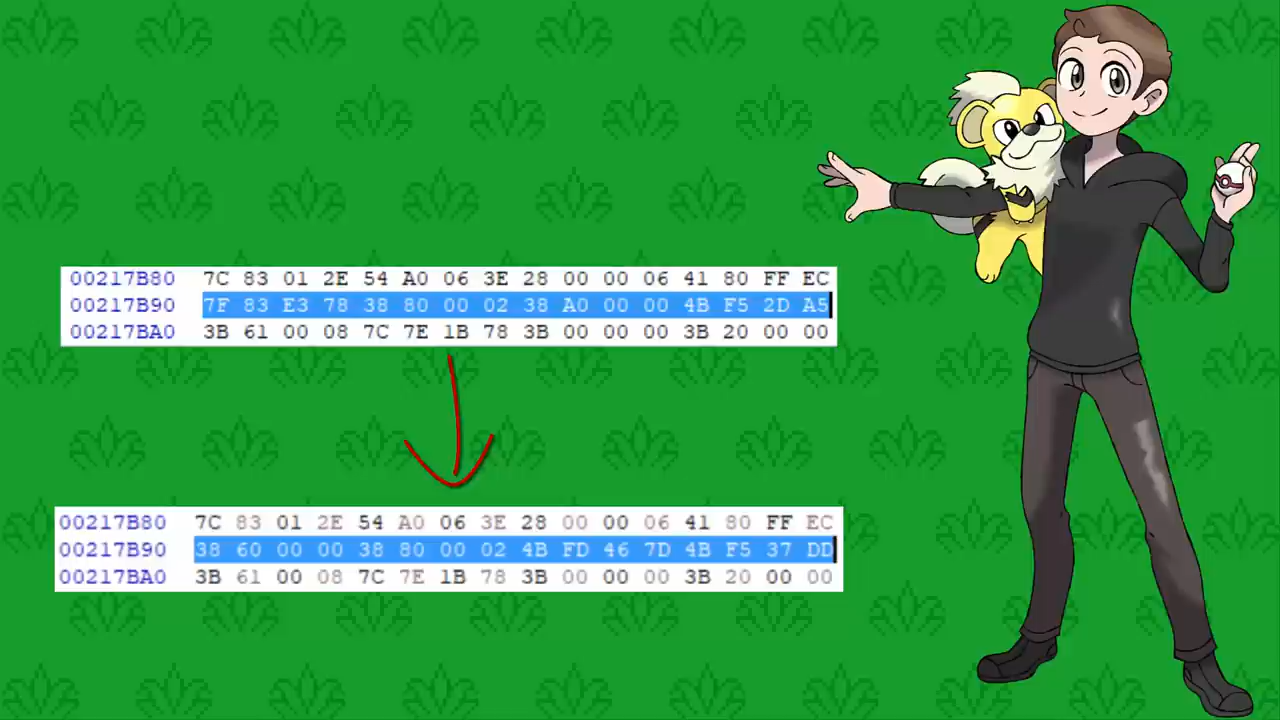 00217B80 7C 83 01 2E 54 A0 06 3E 28 00 00 06 41 80 FF EC
00217B90 7F 83 E3 78 38 80 00 02 38 A0 00 00 4B F5 2D A5
00217BA0 3B 61 00 08 7C 7E 1B 78 3B 00 00 00 3B 20 00 00
00217B80 7C 83 01 2E 54 A0 06 3E 28 00 00 06 41 80 FF EC
00217B90 38 60 00 00 38 80 00 02 4B FD 46 7D 4B F5 37 DD
00217BA0 3B 61 00 08 7C 7E 1B 78 3B 00 00 00 3B 20 00 00